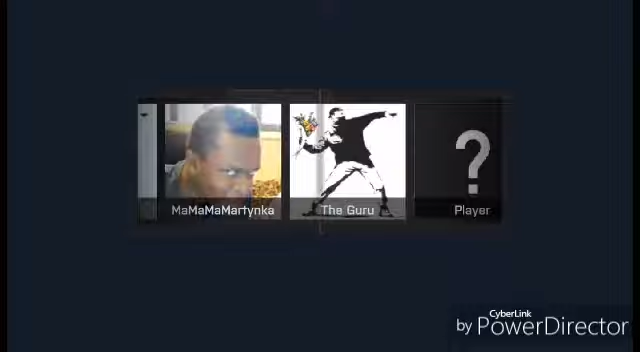 MaMaMaMartynka
The Guru
?
Player
CyberLink
by PowerDirector